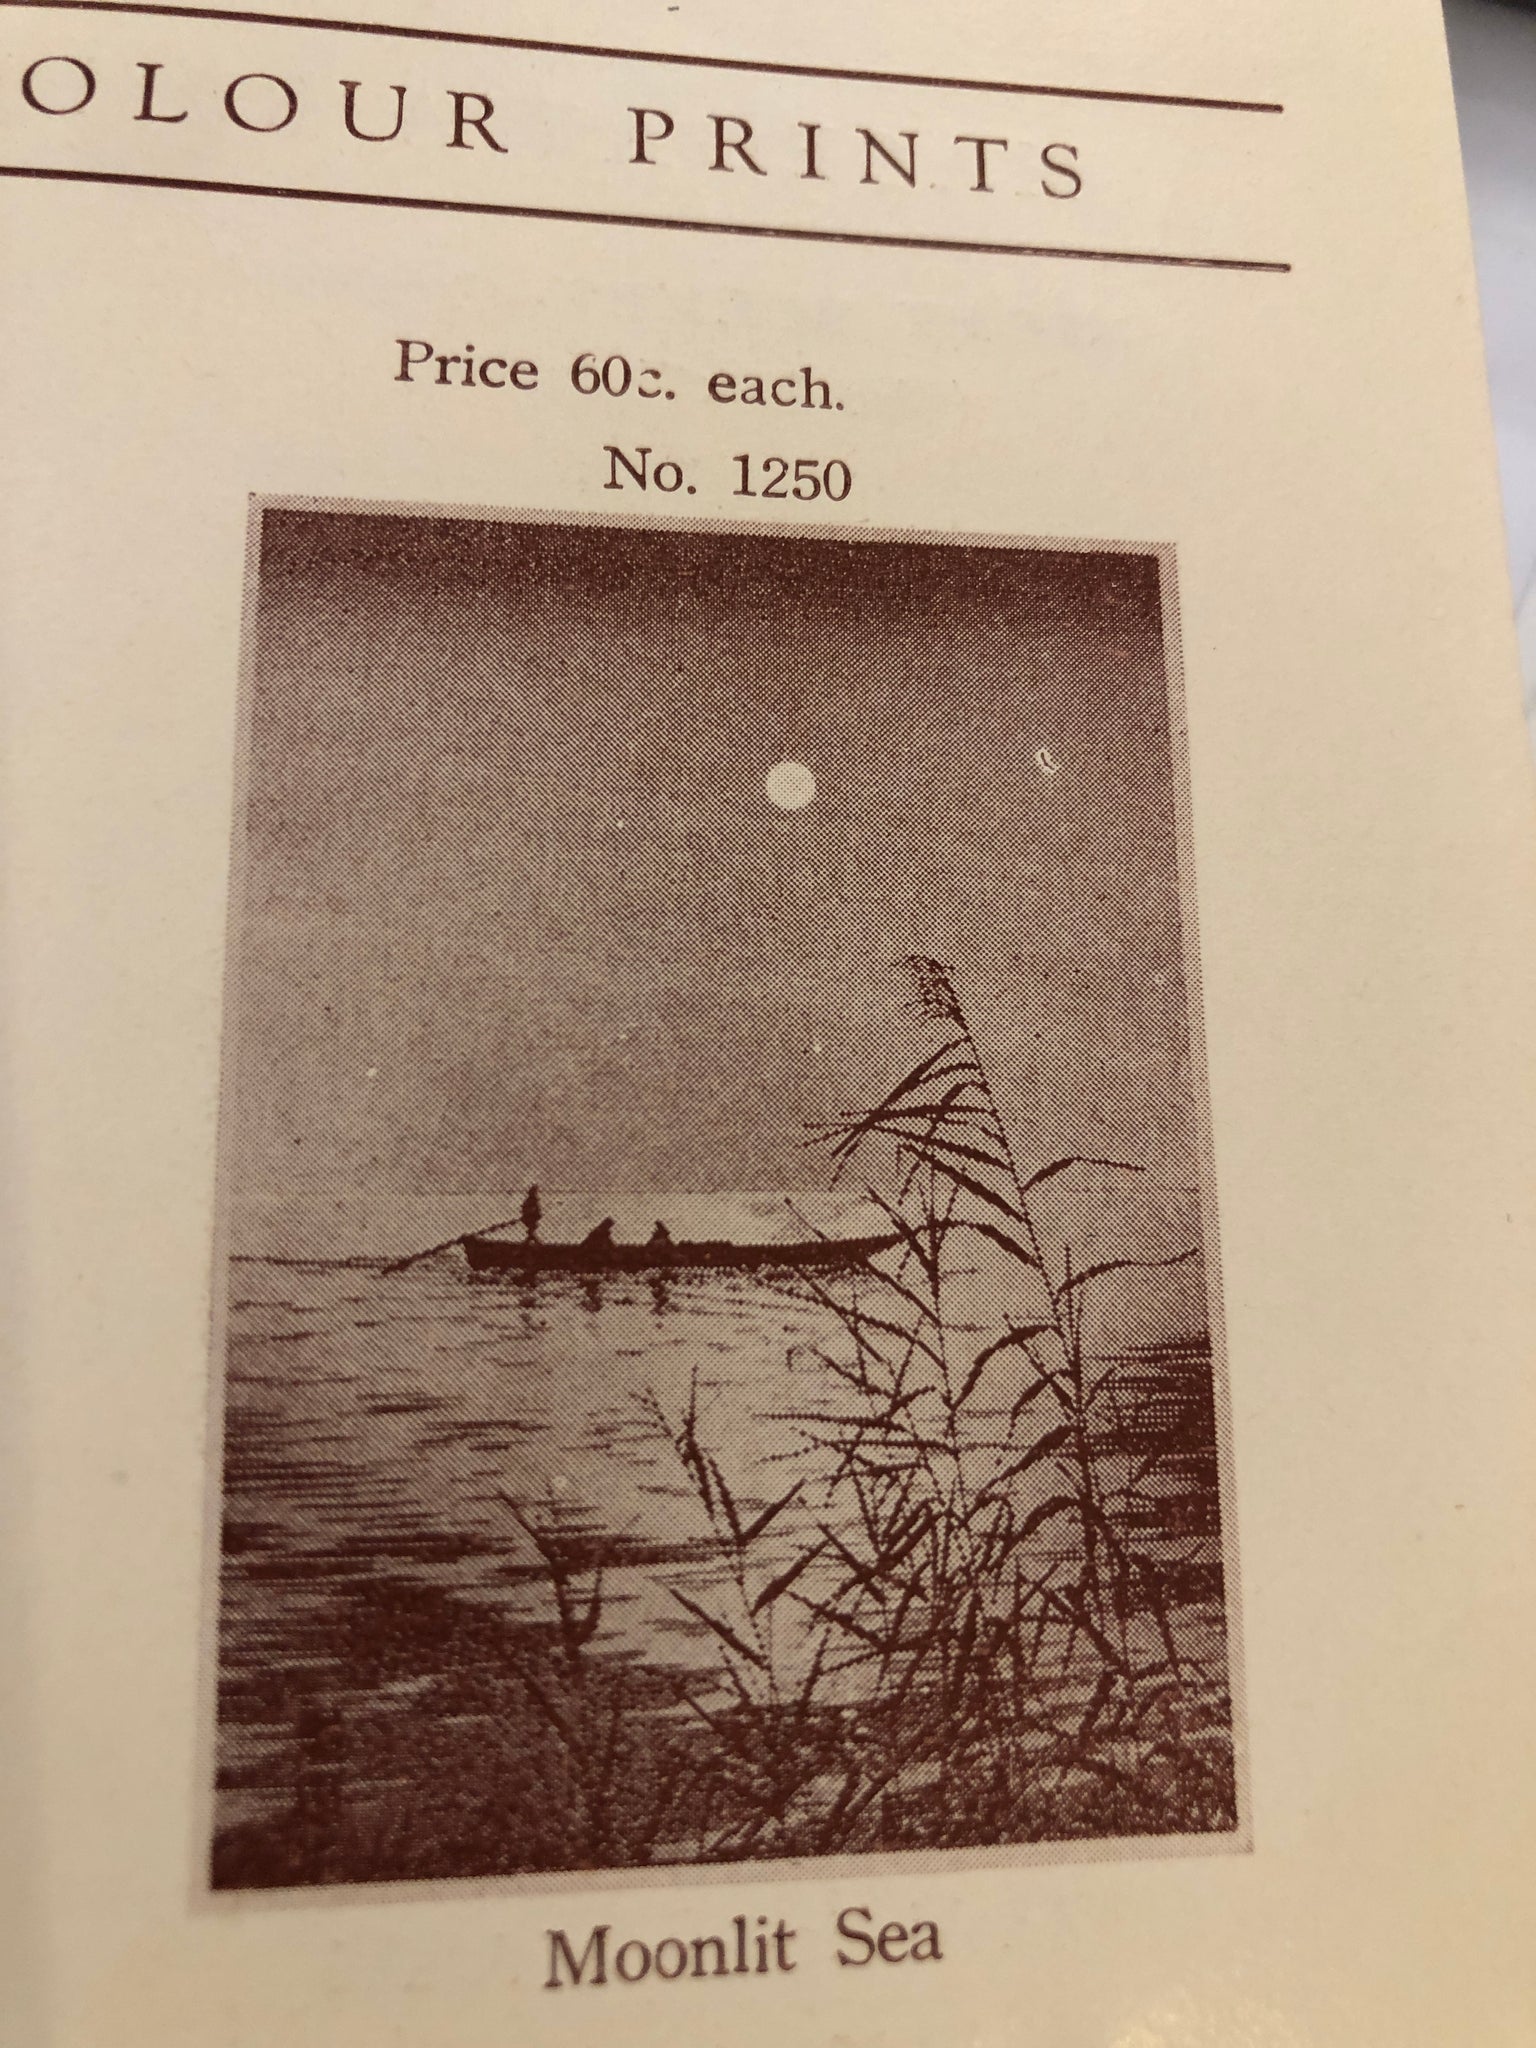 OLOUR PRINTS
Price 60c. each.
No. 1250
Moonlit Sea